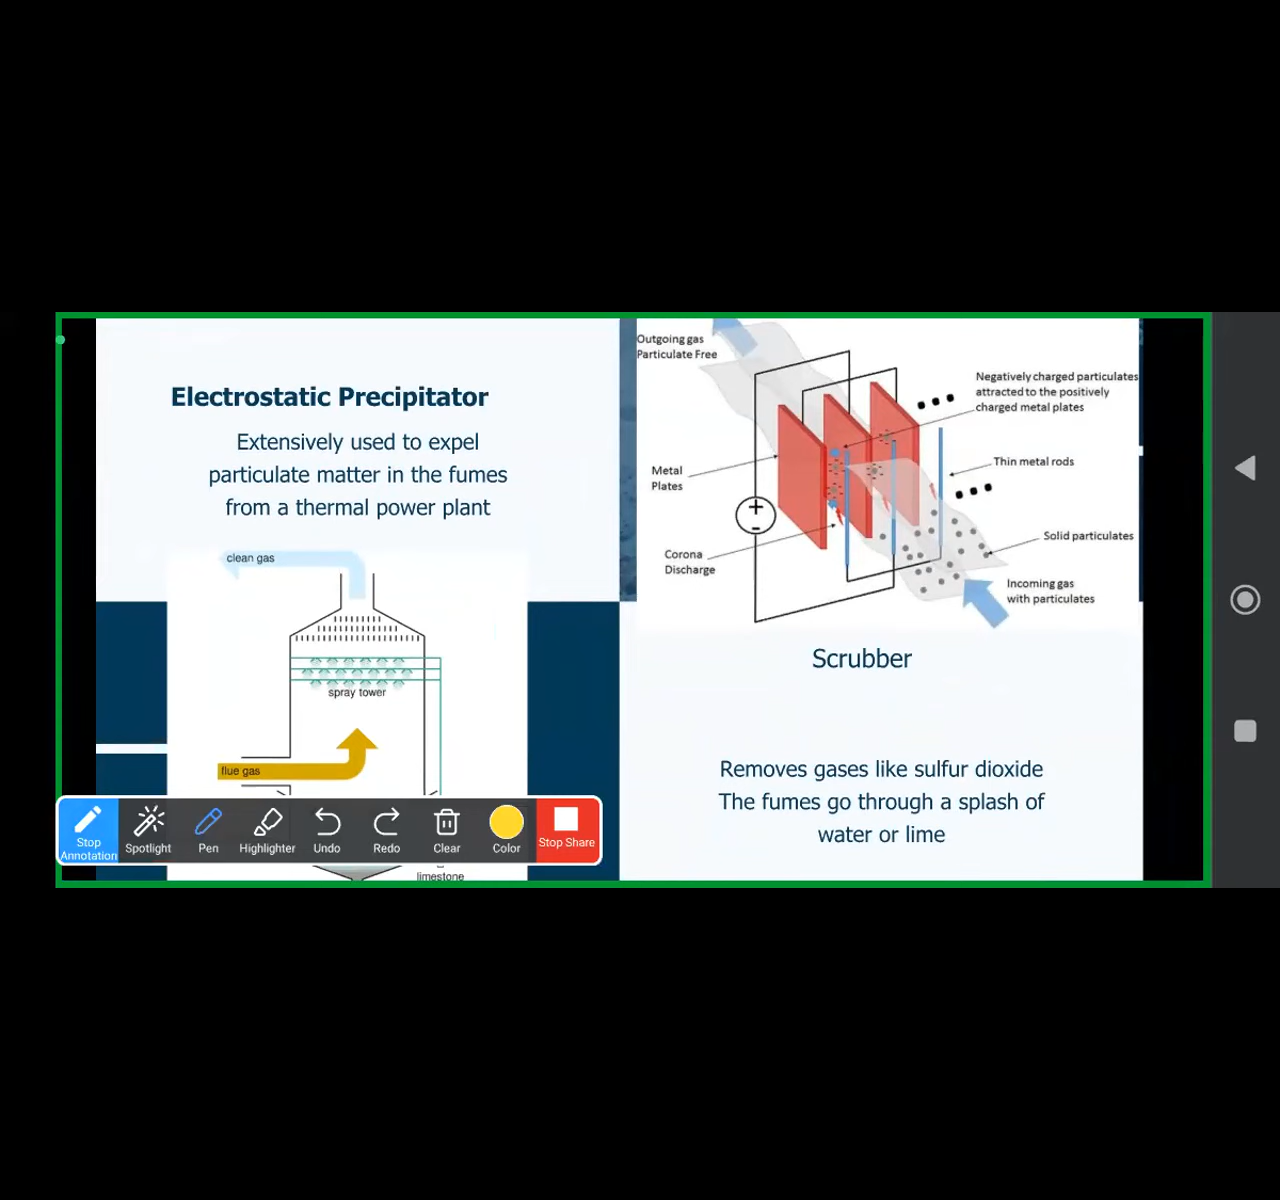 Electrostatic Precipitator
Extensively used to expel
particulate matter in the fumes
from a thermal power plant
clean gas
spray tower
flue gas
limestone
Outgoing gas
Particulate Free
Negatively charged particulates
attracted to the positively
charged metal plates
Metal
Plates
Thin metal rods
+
-
Corona
Discharge
Solid particulates
Incoming gas
with particulates
Scrubber
Removes gases like sulfur dioxide
The fumes go through a splash of
water or lime
Stop
Annotation
Spotlight
Pen
Highlighter
Undo
Redo
Clear
Color
Stop Share